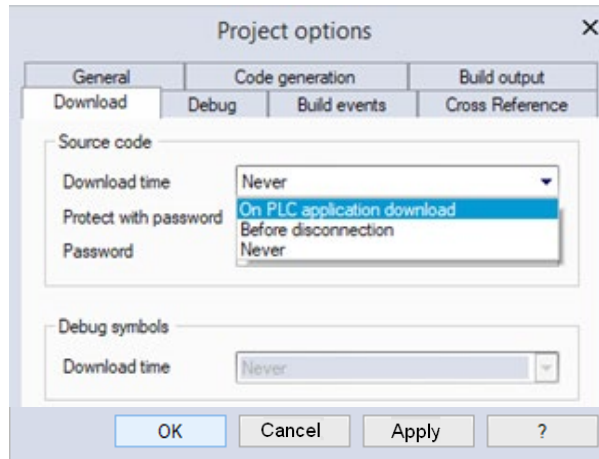 Project options ×
General Code generation Build output
Download Debug Build events Cross Reference
Source code
Download time Never
Protect with password On PLC application download
Before disconnection
Password Never
Debug symbols
Download time Never
OK Cancel Apply ?